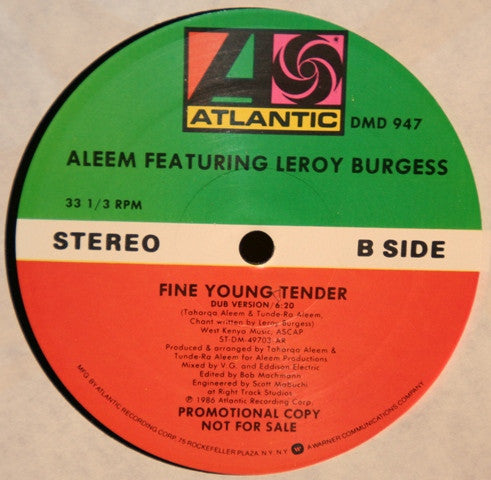 ATLANTIC
DMD 947
ALEEM FEATURING LEROY BURGESS
33 1/3 RPM
STEREO
B SIDE
FINE YOUNG TENDER
DUB VERSION/6:20
(Taharqa Aleem & Tunde-Ra Aleem,
Chant written by Leroy Burgess)
West Kenya Music, ASCAP
ST-DM-49703-AR
Produced & arranged by Taharqa Aleem &
Tunde-Ra Aleem for Aleem Productions
Mixed by V.G. and Eddison Electric
Edited by Bob Machmann
Engineered by Scott Mabuchi
at Right Track Studios
℗ 1986 Atlantic Recording Corp.
PROMOTIONAL COPY
NOT FOR SALE
MFG. BY ATLANTIC RECORDING CORP. 75 ROCKEFELLER PLAZA N.Y. N.Y. W A WARNER COMMUNICATIONS COMPANY